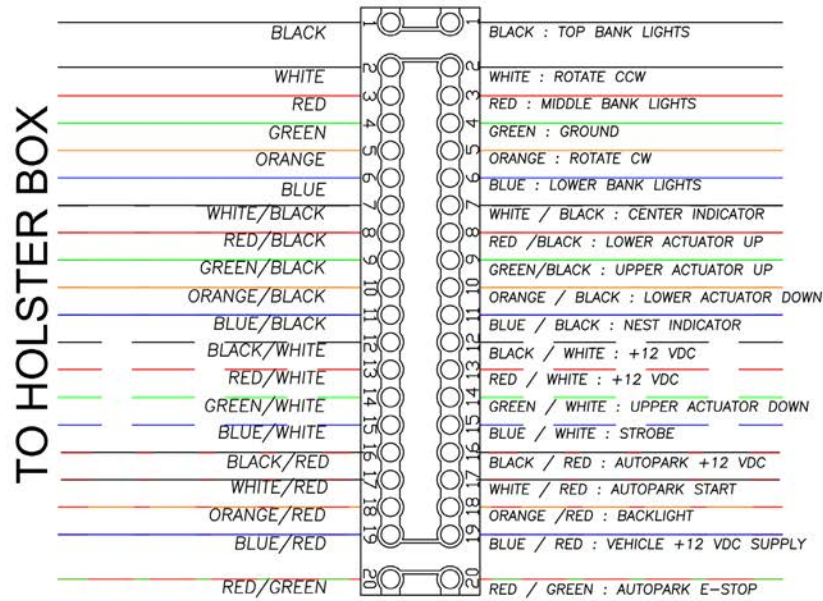 TO HOLSTER BOX
BLACK 1 1 BLACK : TOP BANK LIGHTS
WHITE 2 2 WHITE : ROTATE CCW
RED 3 3 RED : MIDDLE BANK LIGHTS
GREEN 4 4 GREEN : GROUND
ORANGE 5 5 ORANGE : ROTATE CW
BLUE 6 6 BLUE : LOWER BANK LIGHTS
WHITE/BLACK 7 7 WHITE / BLACK : CENTER INDICATOR
RED/BLACK 8 8 RED /BLACK : LOWER ACTUATOR UP
GREEN/BLACK 9 9 GREEN/BLACK : UPPER ACTUATOR UP
ORANGE/BLACK 10 10 ORANGE / BLACK : LOWER ACTUATOR DOWN
BLUE/BLACK 11 11 BLUE / BLACK : NEST INDICATOR
BLACK/WHITE 12 12 BLACK / WHITE : +12 VDC
RED/WHITE 13 13 RED / WHITE : +12 VDC
GREEN/WHITE 14 14 GREEN / WHITE : UPPER ACTUATOR DOWN
BLUE/WHITE 15 15 BLUE / WHITE : STROBE
BLACK/RED 16 16 BLACK / RED : AUTOPARK +12 VDC
WHITE/RED 17 17 WHITE / RED : AUTOPARK START
ORANGE/RED 18 18 ORANGE /RED : BACKLIGHT
BLUE/RED 19 19 BLUE / RED : VEHICLE +12 VDC SUPPLY
RED/GREEN 20 20 RED / GREEN : AUTOPARK E-STOP